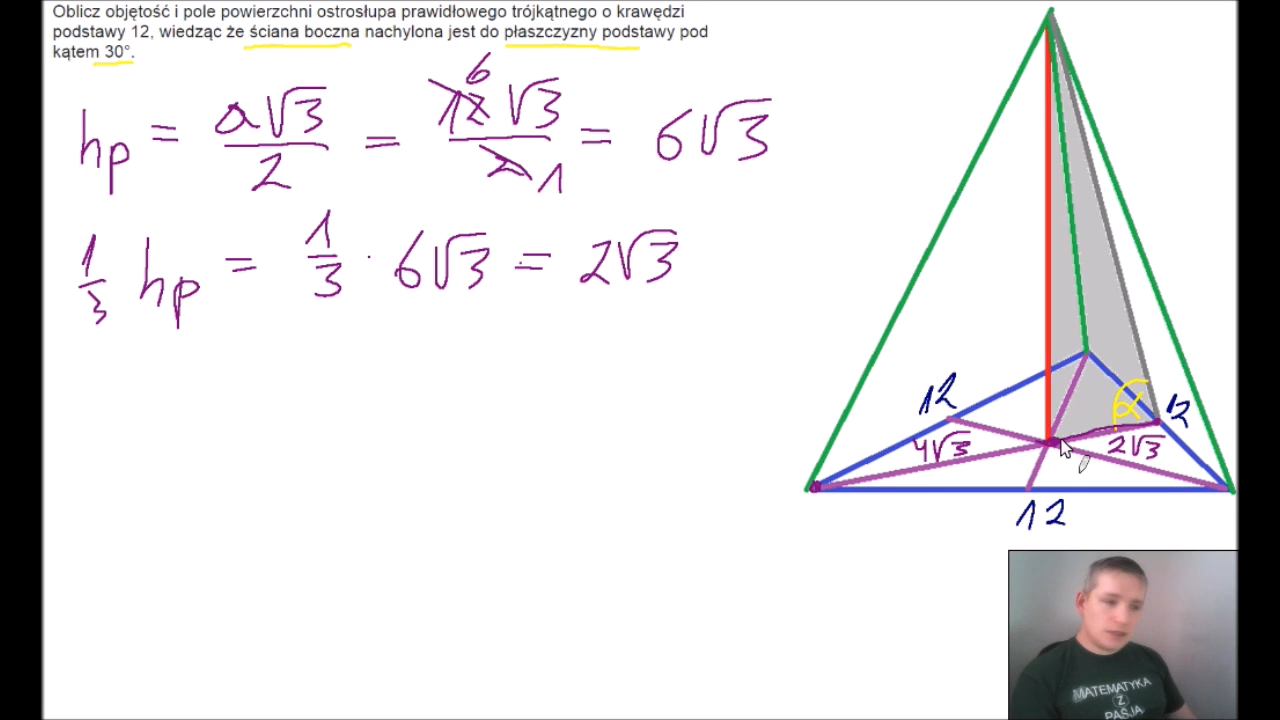 Oblicz objętość i pole powierzchni ostrosłupa prawidłowego trójkątnego o krawędzi
podstawy 12, wiedząc że ściana boczna nachylona jest do płaszczyzny podstawy pod
kątem 30°.
hp = a√3/2 = 12√3/2 = 6√3
6
1
1/3 hp = 1/3 · 6√3 = 2√3
12
12
α
4√3
2√3
12
MATEMATYKA
Z
PASJĄ